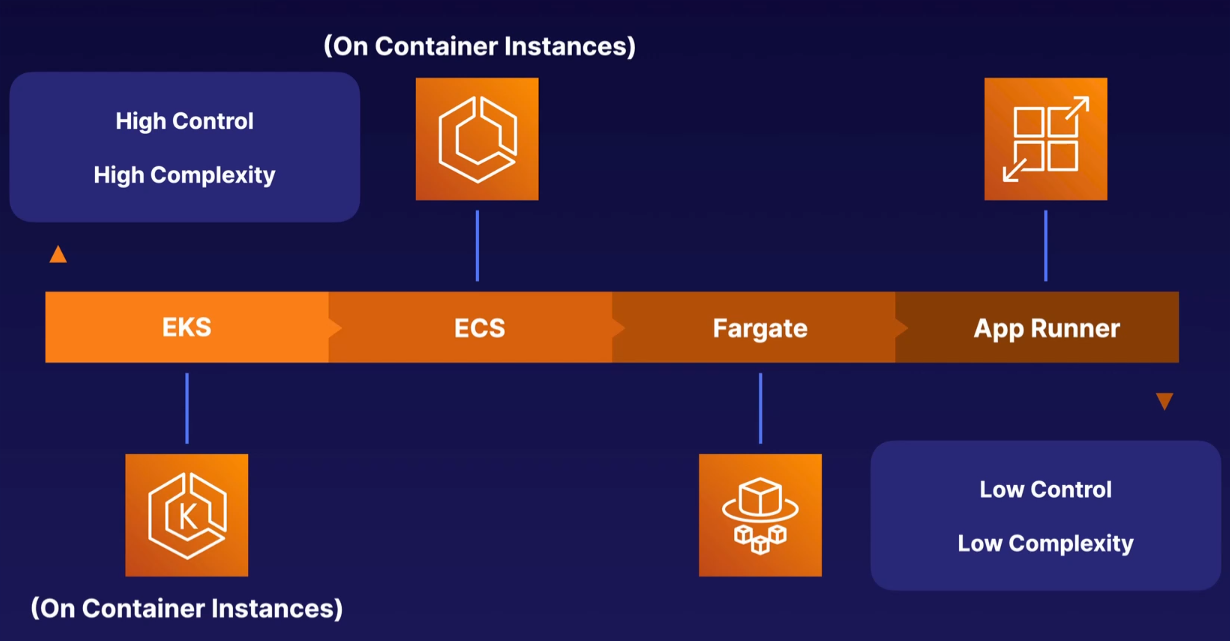 (On Container Instances)
High Control
High Complexity
EKS
ECS
Fargate
App Runner
K
Low Control
Low Complexity
(On Container Instances)